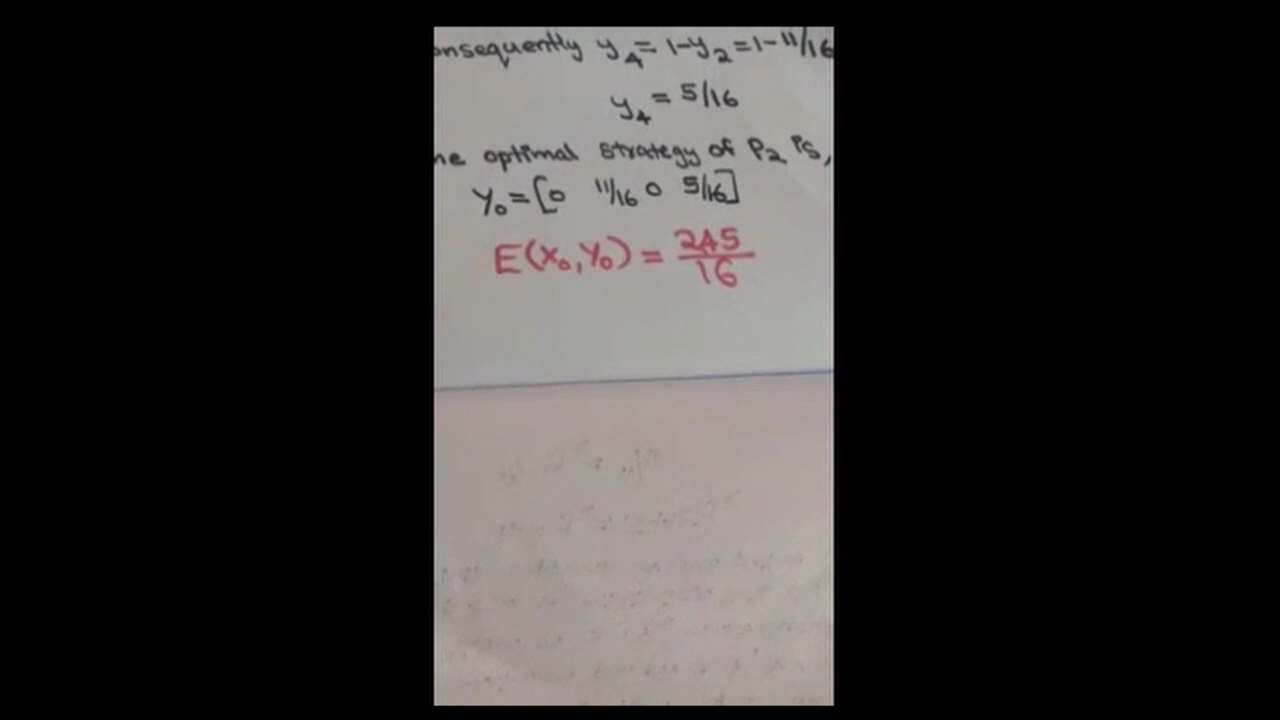 onsequently y₄ = 1-y₂ = 1-11/16
y₄ = 5/16
he optimal strategy of P₂ is,
Y₀ = [0 11/16 0 5/16]
E(X₀,Y₀) = 245/16